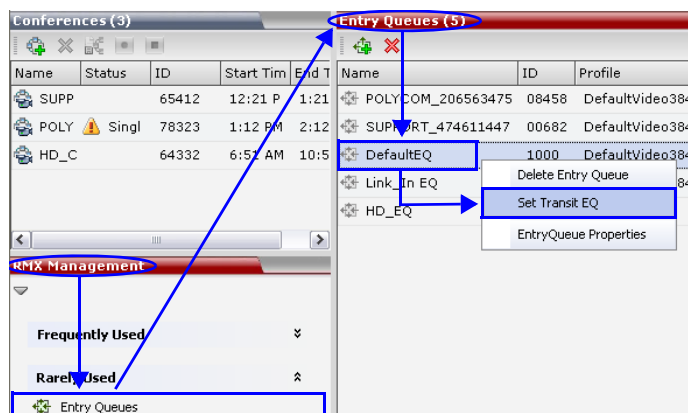 Conferences (3)
Name Status ID Start Tim End T
SUPP 65412 12:21 P 1:21
POLY Singl 78323 1:12 PM 2:12
HD_C 64332 6:51 AM 10:5
RMX Management
Frequently Used
Rarely Used
Entry Queues
Entry Queues (5)
Name ID Profile
POLYCOM_206563475 08458 DefaultVideo384
SUPPORT_474611447 00682 DefaultVideo384
DefaultEQ 1000 DefaultVideo384
Link_In EQ 84
HD_EQ
Delete Entry Queue
Set Transit EQ
EntryQueue Properties